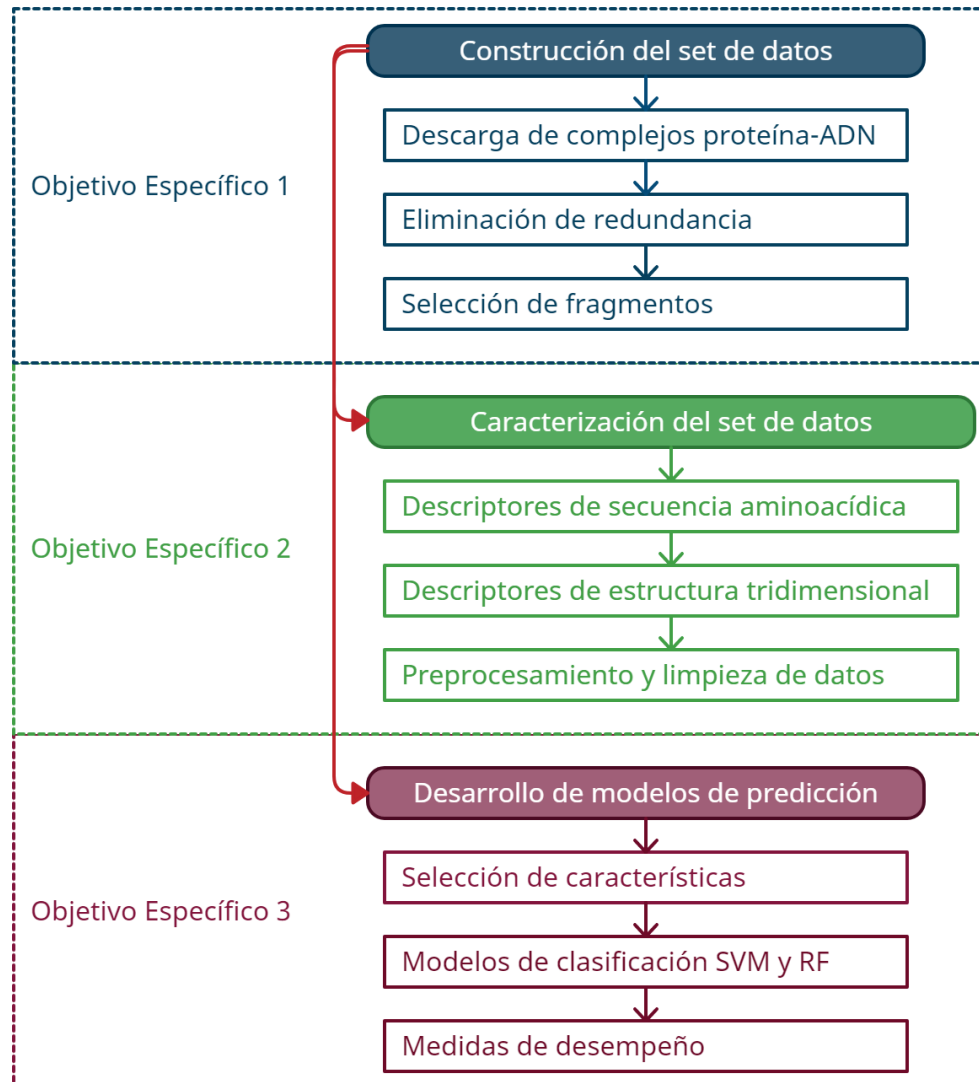 Construcción del set de datos
Descarga de complejos proteína-ADN
Objetivo Específico 1
Eliminación de redundancia
Selección de fragmentos
Caracterización del set de datos
Descriptores de secuencia aminoacídica
Objetivo Específico 2
Descriptores de estructura tridimensional
Preprocesamiento y limpieza de datos
Desarrollo de modelos de predicción
Selección de características
Objetivo Específico 3
Modelos de clasificación SVM y RF
Medidas de desempeño